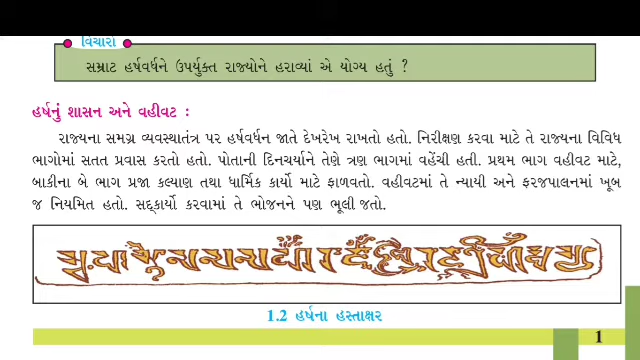 વિચારો
સમ્રાટ હર્ષવર્ધને ઉપર્યુક્ત રાજ્યોને હરાવ્યાં એ યોગ્ય હતું ?
હર્ષનું શાસન અને વહીવટ :
રાજ્યના સમગ્ર વ્યવસ્થાતંત્ર પર હર્ષવર્ધન જાતે દેખરેખ રાખતો હતો. નિરીક્ષણ કરવા માટે તે રાજ્યના વિવિધ
ભાગોમાં સતત પ્રવાસ કરતો હતો. પોતાની દિનચર્યાને તેણે ત્રણ ભાગમાં વહેંચી હતી. પ્રથમ ભાગ વહીવટ માટે,
બાકીના બે ભાગ પ્રજા કલ્યાણ તથા ધાર્મિક કાર્યો માટે ફાળવતો. વહીવટમાં તે ન્યાયી અને ફરજપાલનમાં ખૂબ
જ નિયમિત હતો. સદ્કાર્યો કરવામાં તે ભોજનને પણ ભૂલી જતો.
1.2 હર્ષના હસ્તાક્ષર
1